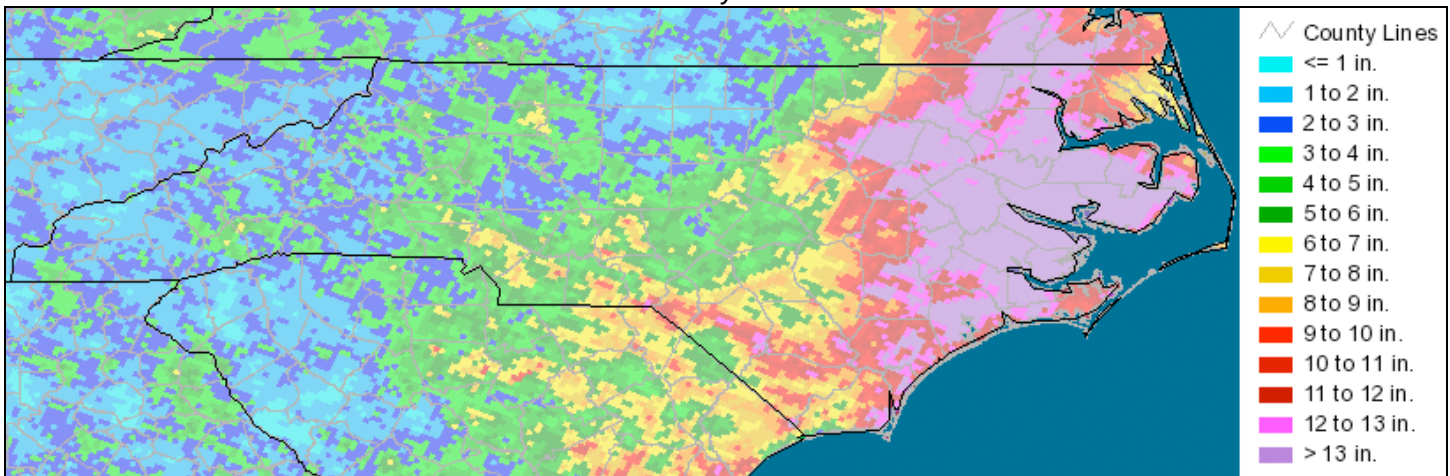 County Lines
<= 1 in.
1 to 2 in.
2 to 3 in.
3 to 4 in.
4 to 5 in.
5 to 6 in.
6 to 7 in.
7 to 8 in.
8 to 9 in.
9 to 10 in.
10 to 11 in.
11 to 12 in.
12 to 13 in.
> 13 in.